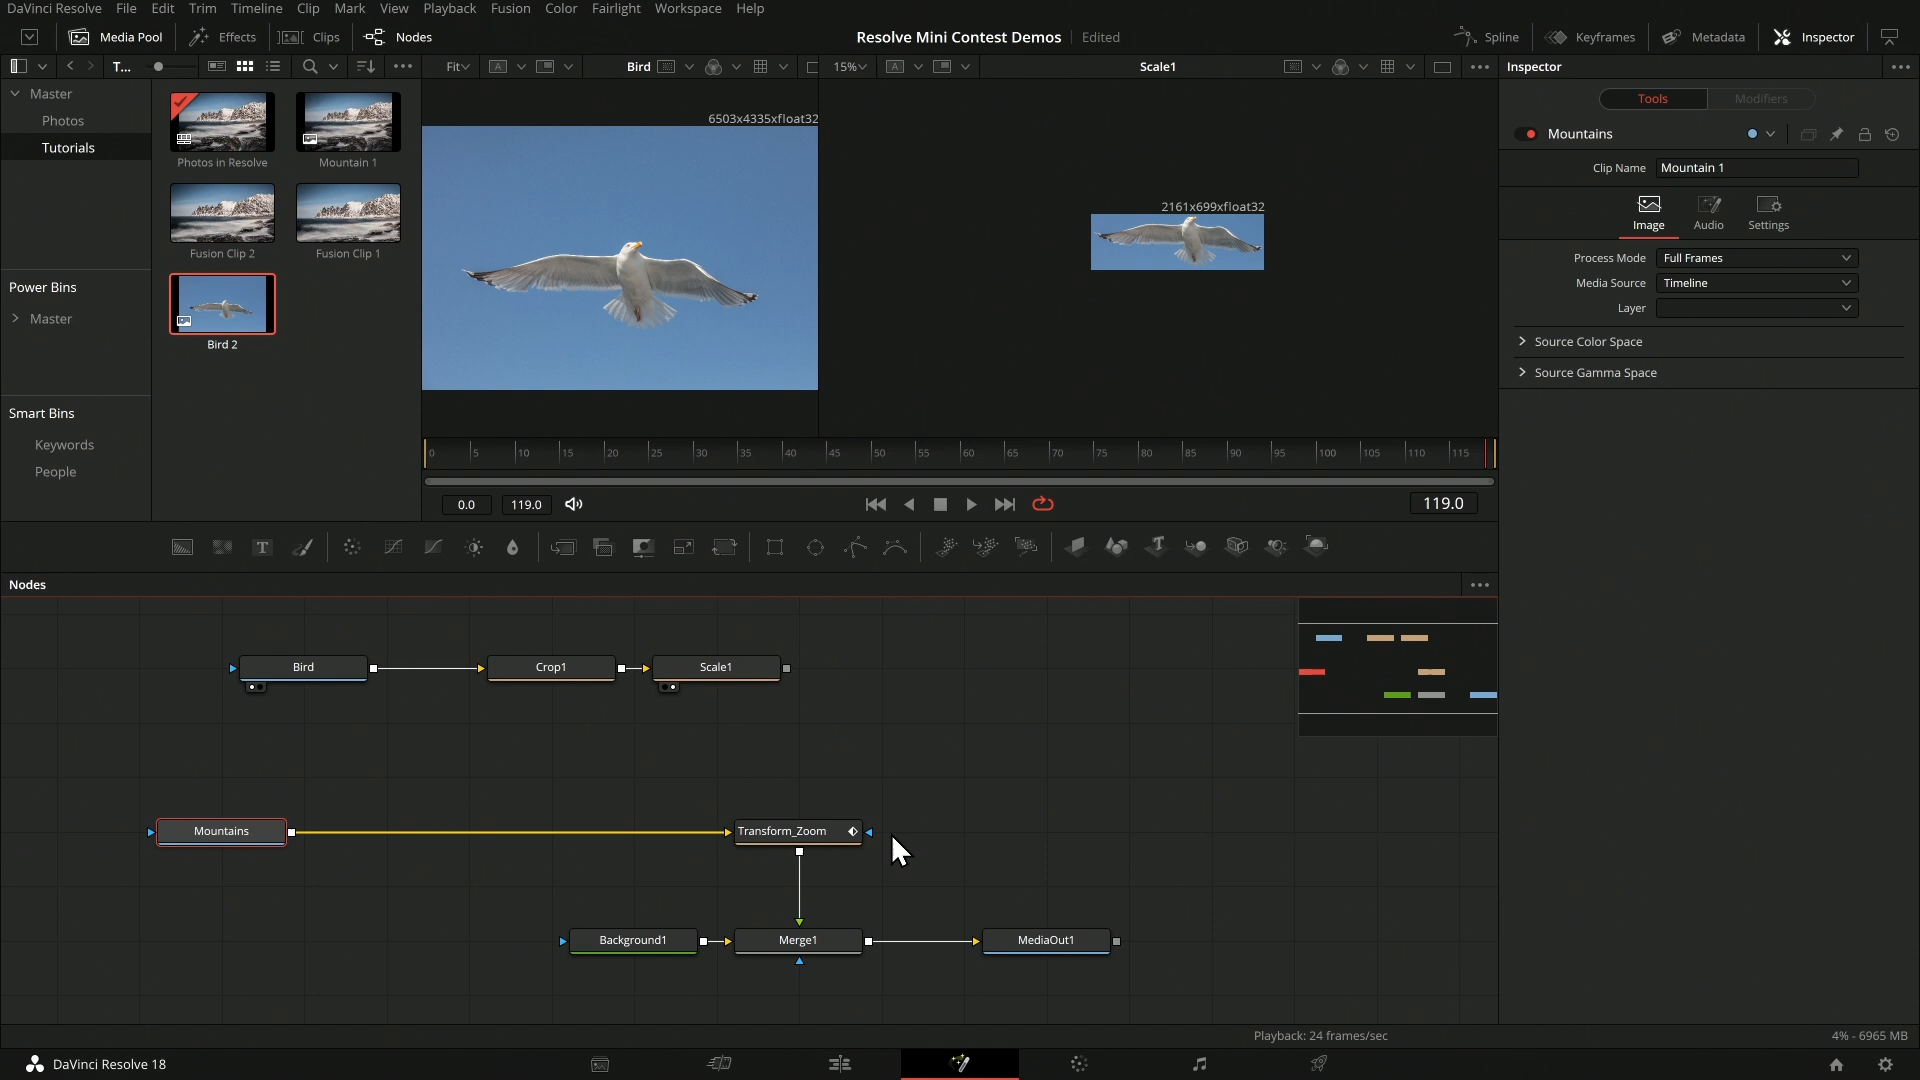 DaVinci Resolve File Edit Trim Timeline Clip Mark View Playback Fusion Color Fairlight Workspace Help
Media Pool Effects Clips Nodes
Resolve Mini Contest Demos Edited
Spline Keyframes Metadata Inspector
T...
Fit
Bird
15%
Scale1
Inspector
Master
Photos
Tutorials
Power Bins
Master
Smart Bins
Keywords
People
Photos in Resolve
Mountain 1
Fusion Clip 2
Fusion Clip 1
Bird 2
6503x4335xfloat32
2161x699xfloat32
0 5 10 15 20 25 30 35 40 45 50 55 60 65 70 75 80 85 90 95 100 105 110 115
0.0
119.0
119.0
Tools
Modifiers
Mountains
Clip Name Mountain 1
Image Audio Settings
Process Mode Full Frames
Media Source Timeline
Layer
Source Color Space
Source Gamma Space
T
Nodes
Bird
Crop1
Scale1
Mountains
Transform_Zoom
Background1
Merge1
MediaOut1
Playback: 24 frames/sec
4% - 6965 MB
DaVinci Resolve 18